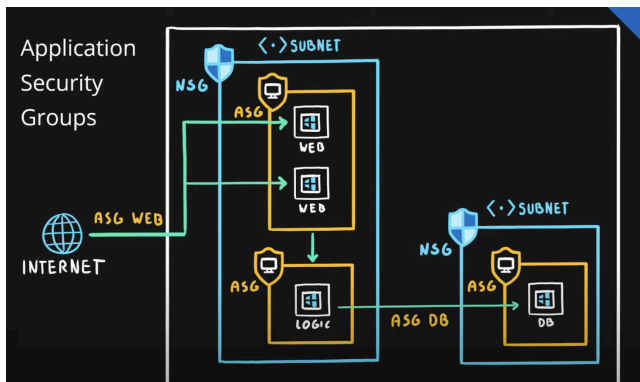 Application
Security
Groups
<·> SUBNET
NSG
ASG
WEB
WEB
ASG WEB
INTERNET
ASG
LOGIC
ASG DB
<·> SUBNET
NSG
ASG
DB